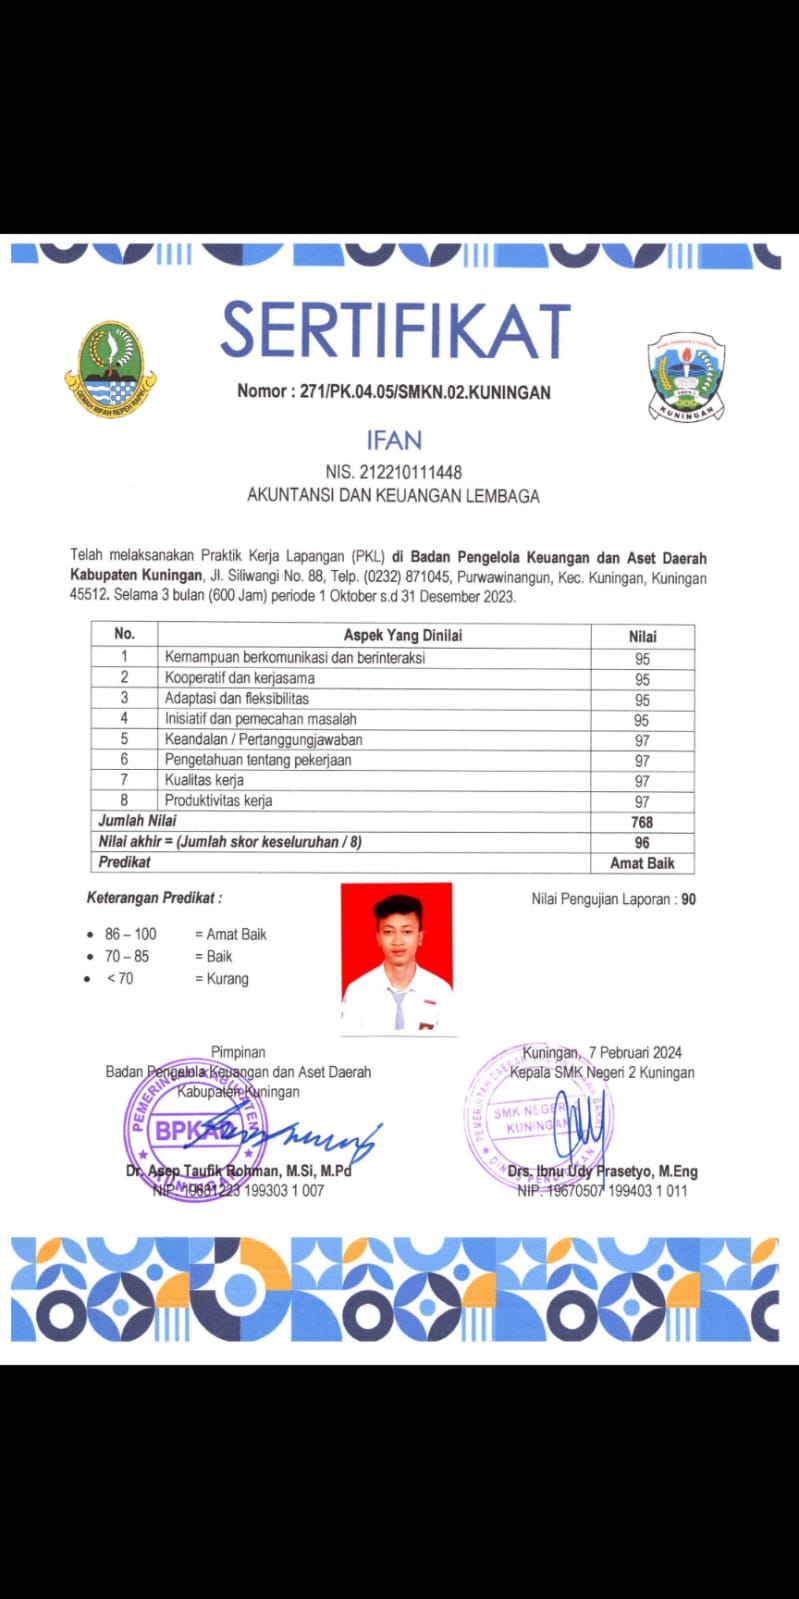 SERTIFIKAT
Nomor : 271/PK.04.05/SMKN.02.KUNINGAN
GEMAH RIPAH REPEH RAPIH
KUNINGAN
IFAN
NIS. 212210111448
AKUNTANSI DAN KEUANGAN LEMBAGA
Telah melaksanakan Praktik Kerja Lapangan (PKL) di Badan Pengelola Keuangan dan Aset Daerah
Kabupaten Kuningan, Jl. Siliwangi No. 88, Telp. (0232) 871045, Purwawinangun, Kec. Kuningan, Kuningan
45512. Selama 3 bulan (600 Jam) periode 1 Oktober s.d 31 Desember 2023.
No. Aspek Yang Dinilai Nilai
1 Kemampuan berkomunikasi dan berinteraksi 95
2 Kooperatif dan kerjasama 95
3 Adaptasi dan fleksibilitas 95
4 Inisiatif dan pemecahan masalah 95
5 Keandalan / Pertanggungjawaban 97
6 Pengetahuan tentang pekerjaan 97
7 Kualitas kerja 97
8 Produktivitas kerja 97
Jumlah Nilai 768
Nilai akhir = (Jumlah skor keseluruhan / 8) 96
Predikat Amat Baik
Keterangan Predikat :
Nilai Pengujian Laporan : 90
• 86 – 100 = Amat Baik
• 70 – 85 = Baik
• < 70 = Kurang
Pimpinan
Badan Pengelola Keuangan dan Aset Daerah
Kabupaten Kuningan
PEMERINTAH KABUPATEN
BPKAD
KUNINGAN
Dr. Asep Taufik Rohman, M.Si, M.Pd
NIP. 19681223 199303 1 007
Kuningan, 7 Pebruari 2024
Kepala SMK Negeri 2 Kuningan
SMK NEGERI
KUNINGAN
DINAS PENDIDIKAN
Drs. Ibnu Udy Prasetyo, M.Eng
NIP. 19670507 199403 1 011